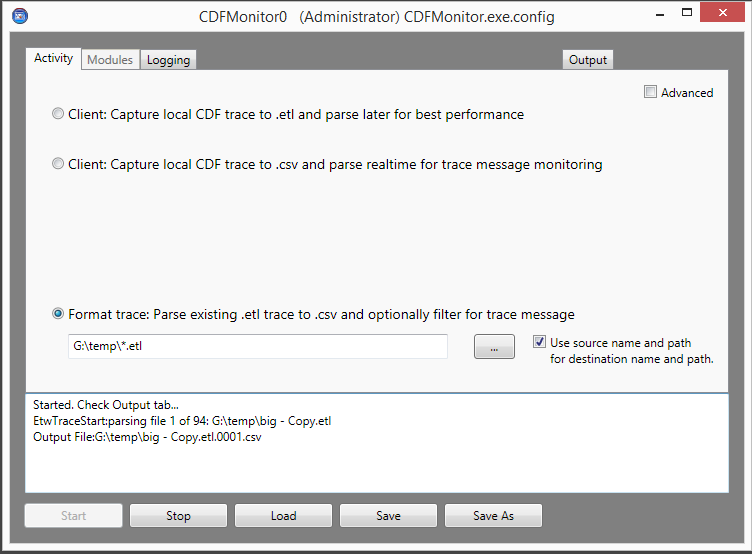 CDFMonitor0 (Administrator) CDFMonitor.exe.config
Activity Modules Logging Output
Advanced
Client: Capture local CDF trace to .etl and parse later for best performance
Client: Capture local CDF trace to .csv and parse realtime for trace message monitoring
Format trace: Parse existing .etl trace to .csv and optionally filter for trace message
G:\temp\*.etl
...
Use source name and path
for destination name and path.
Started. Check Output tab...
EtwTraceStart:parsing file 1 of 94: G:\temp\big - Copy.etl
Output File:G:\temp\big - Copy.etl.0001.csv
Start Stop Load Save Save As